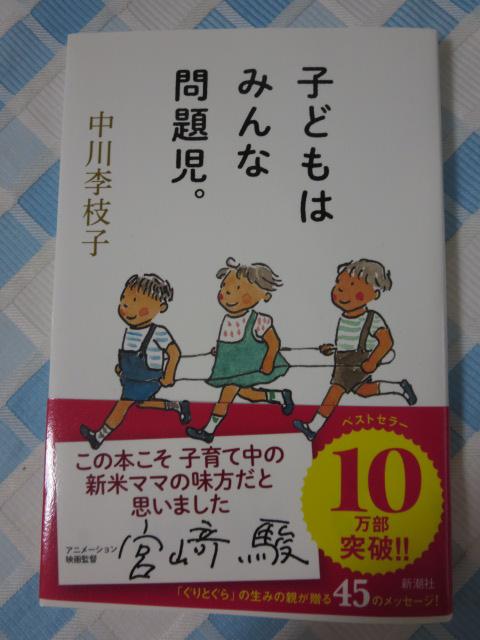 子どもは
みんな
問題児。
中川李枝子
この本こそ 子育て中の
新米ママの味方だと
思いました
アニメーション
映画監督
宮﨑 駿
ベストセラー
10
万部
突破!!
新潮社
「ぐりとぐら」の生みの親が贈る45のメッセージ!